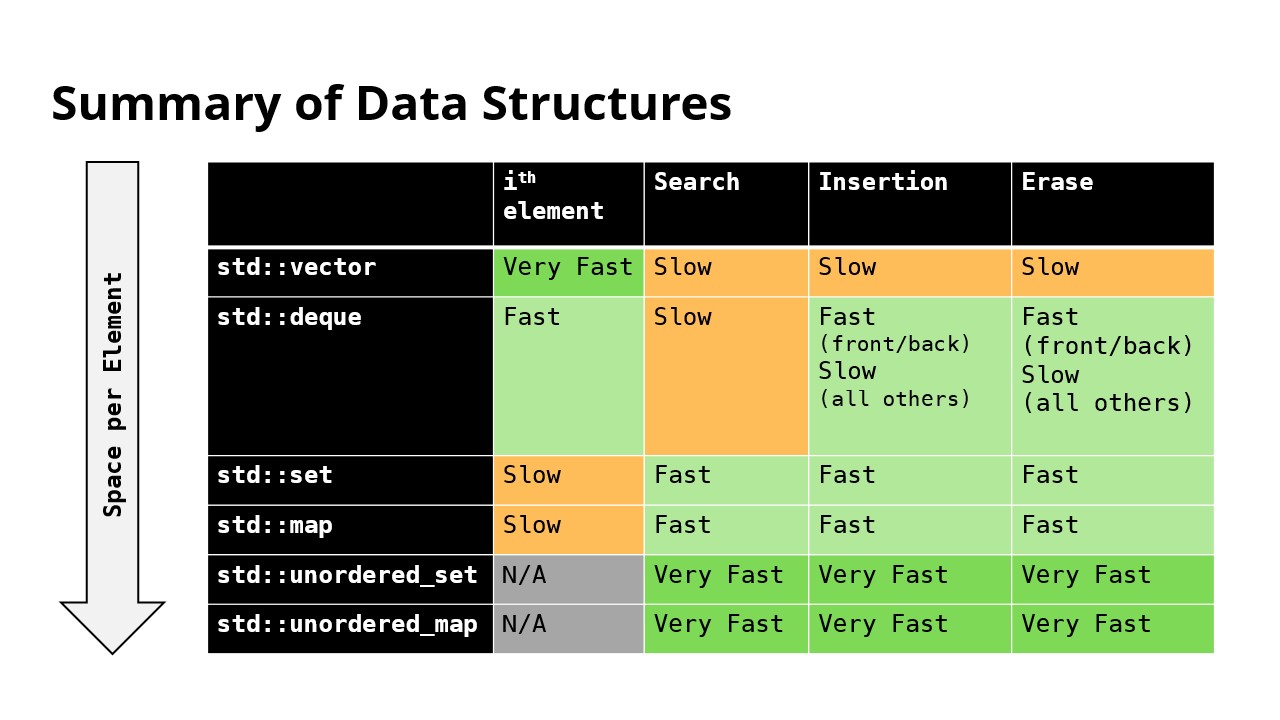 Summary of Data Structures
Space per Element
iᵗʰ
element
Search
Insertion
Erase
std::vector
Very Fast
Slow
Slow
Slow
std::deque
Fast
Slow
Fast
(front/back)
Slow
(all others)
Fast
(front/back)
Slow
(all others)
std::set
Slow
Fast
Fast
Fast
std::map
Slow
Fast
Fast
Fast
std::unordered_set
N/A
Very Fast
Very Fast
Very Fast
std::unordered_map
N/A
Very Fast
Very Fast
Very Fast